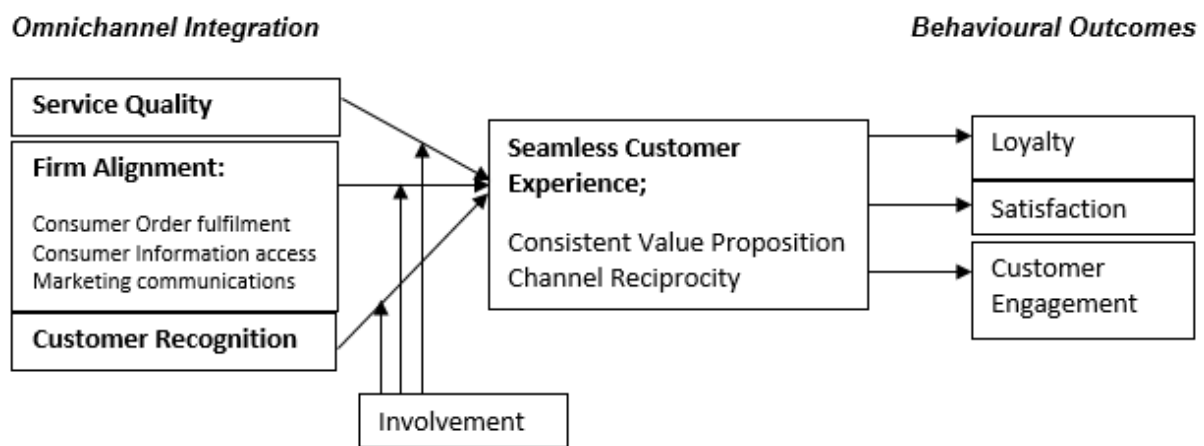 Omnichannel Integration
Behavioural Outcomes
Service Quality
Firm Alignment:
Consumer Order fulfilment
Consumer Information access
Marketing communications
Customer Recognition
Seamless Customer
Experience;
Consistent Value Proposition
Channel Reciprocity
Involvement
Loyalty
Satisfaction
Customer
Engagement